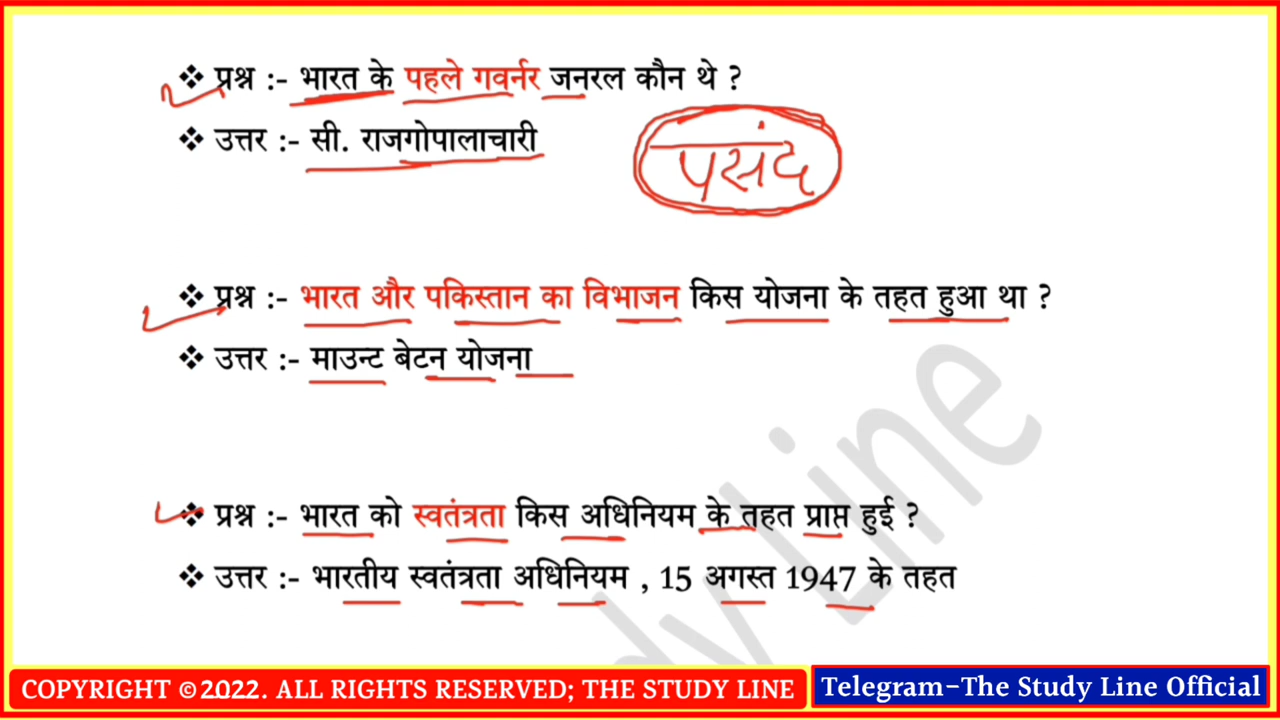 ❖ प्रश्न :- भारत के पहले गवर्नर जनरल कौन थे ?
❖ उत्तर :- सी. राजगोपालाचारी
पसंद
❖ प्रश्न :- भारत और पकिस्तान का विभाजन किस योजना के तहत हुआ था ?
❖ उत्तर :- माउन्ट बेटन योजना
❖ प्रश्न :- भारत को स्वतंत्रता किस अधिनियम के तहत प्राप्त हुई ?
❖ उत्तर :- भारतीय स्वतंत्रता अधिनियम , 15 अगस्त 1947 के तहत
dy Line
COPYRIGHT ©2022. ALL RIGHTS RESERVED; THE STUDY LINE
Telegram-The Study Line Official